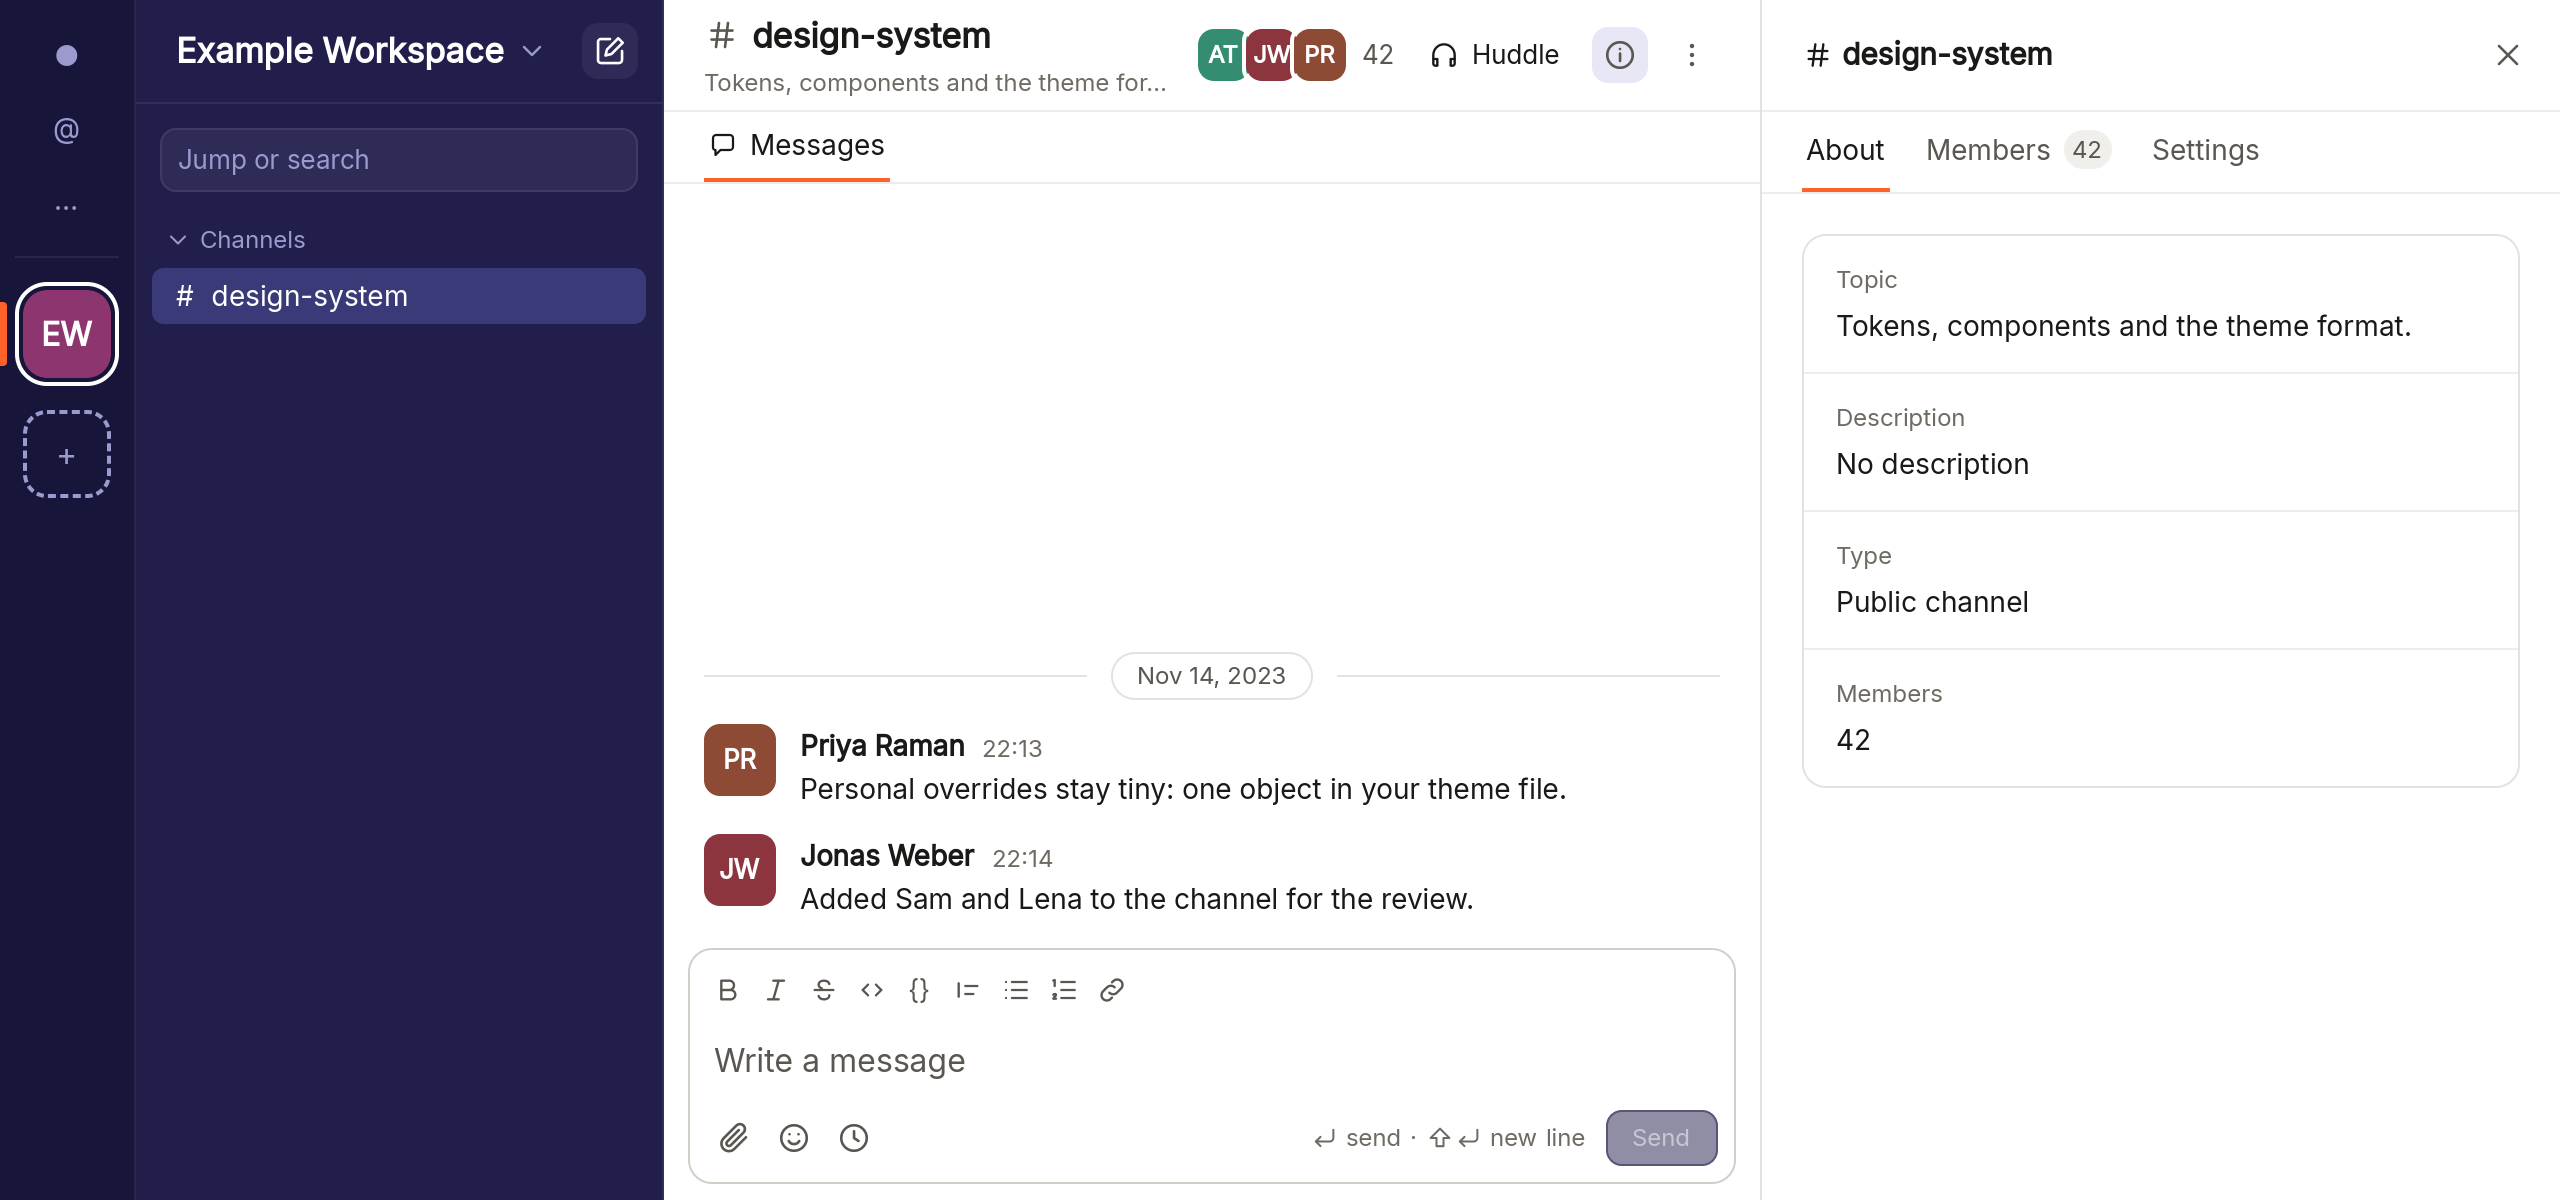 @
EW
+
Example Workspace
Jump or search
Channels
# design-system
# design-system
Tokens, components and the theme for...
AT JW PR 42
Huddle
Messages
Nov 14, 2023
PR
Priya Raman 22:13
Personal overrides stay tiny: one object in your theme file.
JW
Jonas Weber 22:14
Added Sam and Lena to the channel for the review.
Write a message
send · new line
Send
# design-system
About Members 42 Settings
Topic
Tokens, components and the theme format.
Description
No description
Type
Public channel
Members
42